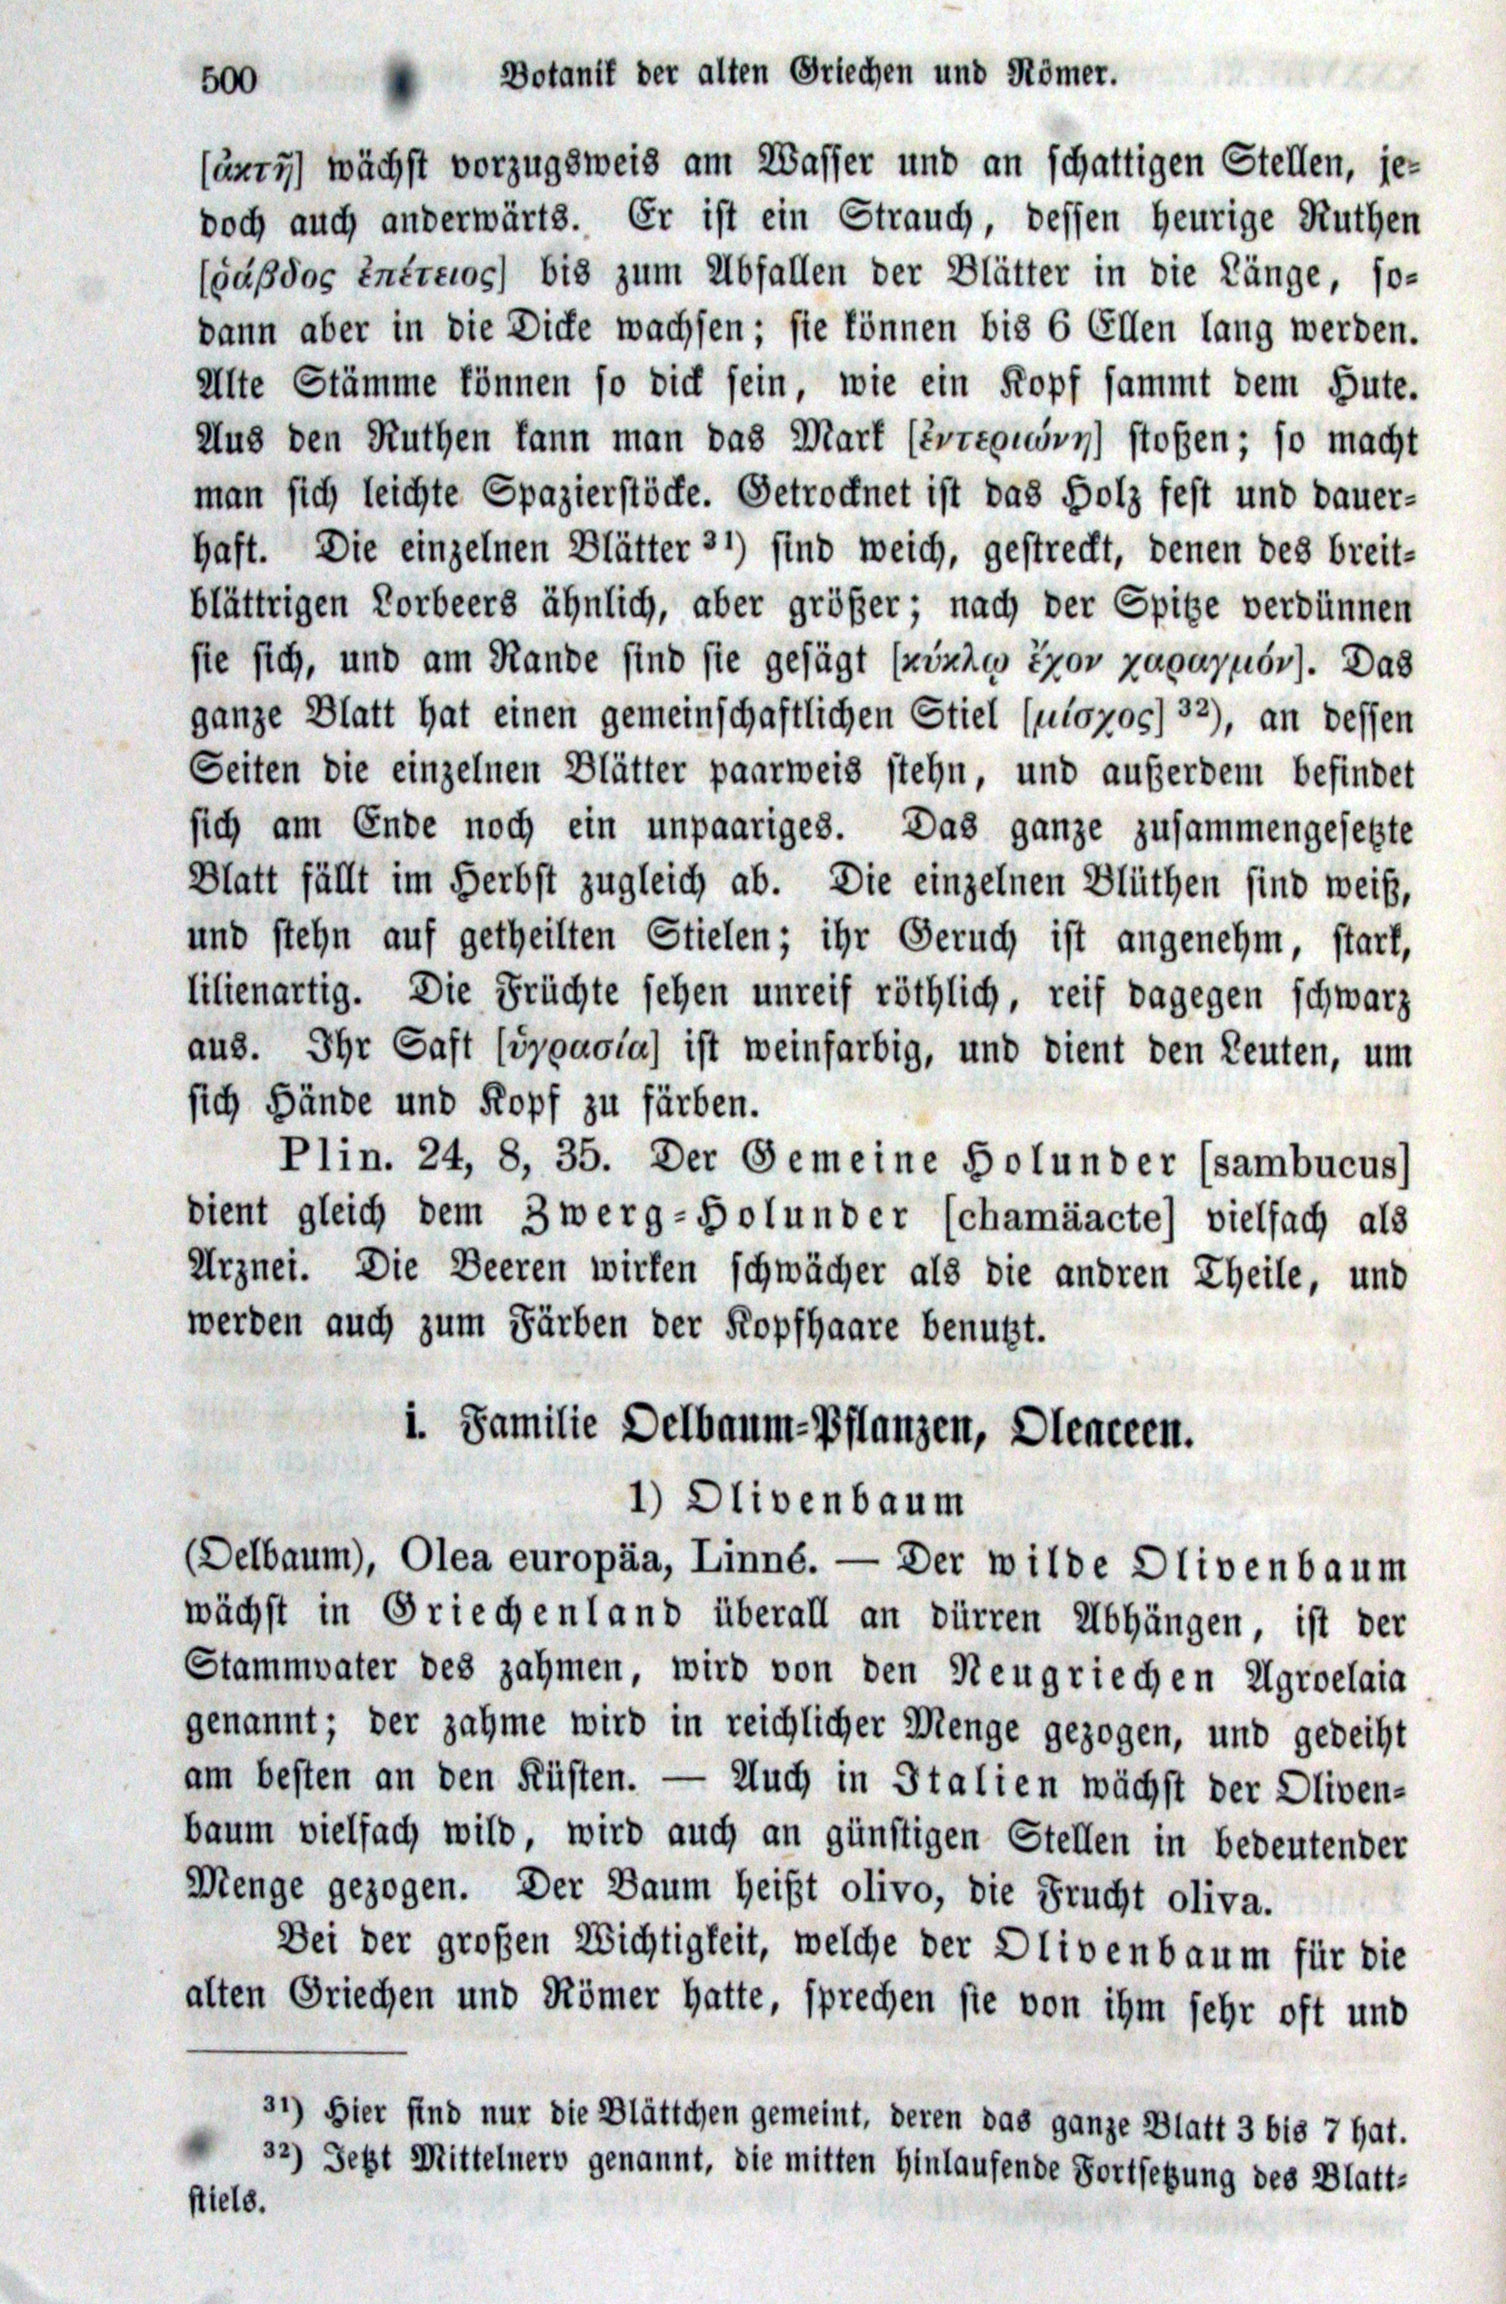 500 Botanik der alten Griechen und Römer.
[ἀκτῆ] wächst vorzugsweis am Wasser und an schattigen Stellen, je-
doch auch anderwärts. Er ist ein Strauch, dessen heurige Ruthen
[ῥάβδος ἐπέτειος] bis zum Abfallen der Blätter in die Länge, so-
dann aber in die Dicke wachsen; sie können bis 6 Ellen lang werden.
Alte Stämme können so dick sein, wie ein Kopf sammt dem Hute.
Aus den Ruthen kann man das Mark [ἐντεριώνη] stoßen; so macht
man sich leichte Spazierstöcke. Getrocknet ist das Holz fest und dauer-
haft. Die einzelnen Blätter 31) sind weich, gestreckt, denen des breit-
blättrigen Lorbeers ähnlich, aber größer; nach der Spitze verdünnen
sie sich, und am Rande sind sie gesägt [κύκλῳ ἔχον χαραγμόν]. Das
ganze Blatt hat einen gemeinschaftlichen Stiel [μίσχος] 32), an dessen
Seiten die einzelnen Blätter paarweis stehn, und außerdem befindet
sich am Ende noch ein unpaariges. Das ganze zusammengesetzte
Blatt fällt im Herbst zugleich ab. Die einzelnen Blüthen sind weiß,
und stehn auf getheilten Stielen; ihr Geruch ist angenehm, stark,
lilienartig. Die Früchte sehen unreif röthlich, reif dagegen schwarz
aus. Ihr Saft [ὑγρασία] ist weinfarbig, und dient den Leuten, um
sich Hände und Kopf zu färben.
Plin. 24, 8, 35. Der Gemeine Holunder [sambucus]
dient gleich dem Zwerg-Holunder [chamäacte] vielfach als
Arznei. Die Beeren wirken schwächer als die andren Theile, und
werden auch zum Färben der Kopfhaare benutzt.
i. Familie Oelbaum-Pflanzen, Oleaceen.
1) Olivenbaum
(Oelbaum), Olea europäa, Linné. — Der wilde Olivenbaum
wächst in Griechenland überall an dürren Abhängen, ist der
Stammvater des zahmen, wird von den Neugriechen Agroelaia
genannt; der zahme wird in reichlicher Menge gezogen, und gedeiht
am besten an den Küsten. — Auch in Italien wächst der Oliven-
baum vielfach wild, wird auch an günstigen Stellen in bedeutender
Menge gezogen. Der Baum heißt olivo, die Frucht oliva.
Bei der großen Wichtigkeit, welche der Olivenbaum für die
alten Griechen und Römer hatte, sprechen sie von ihm sehr oft und
31) Hier sind nur die Blättchen gemeint, deren das ganze Blatt 3 bis 7 hat.
32) Jetzt Mittelnerv genannt, die mitten hinlaufende Fortsetzung des Blatt-
stiels.